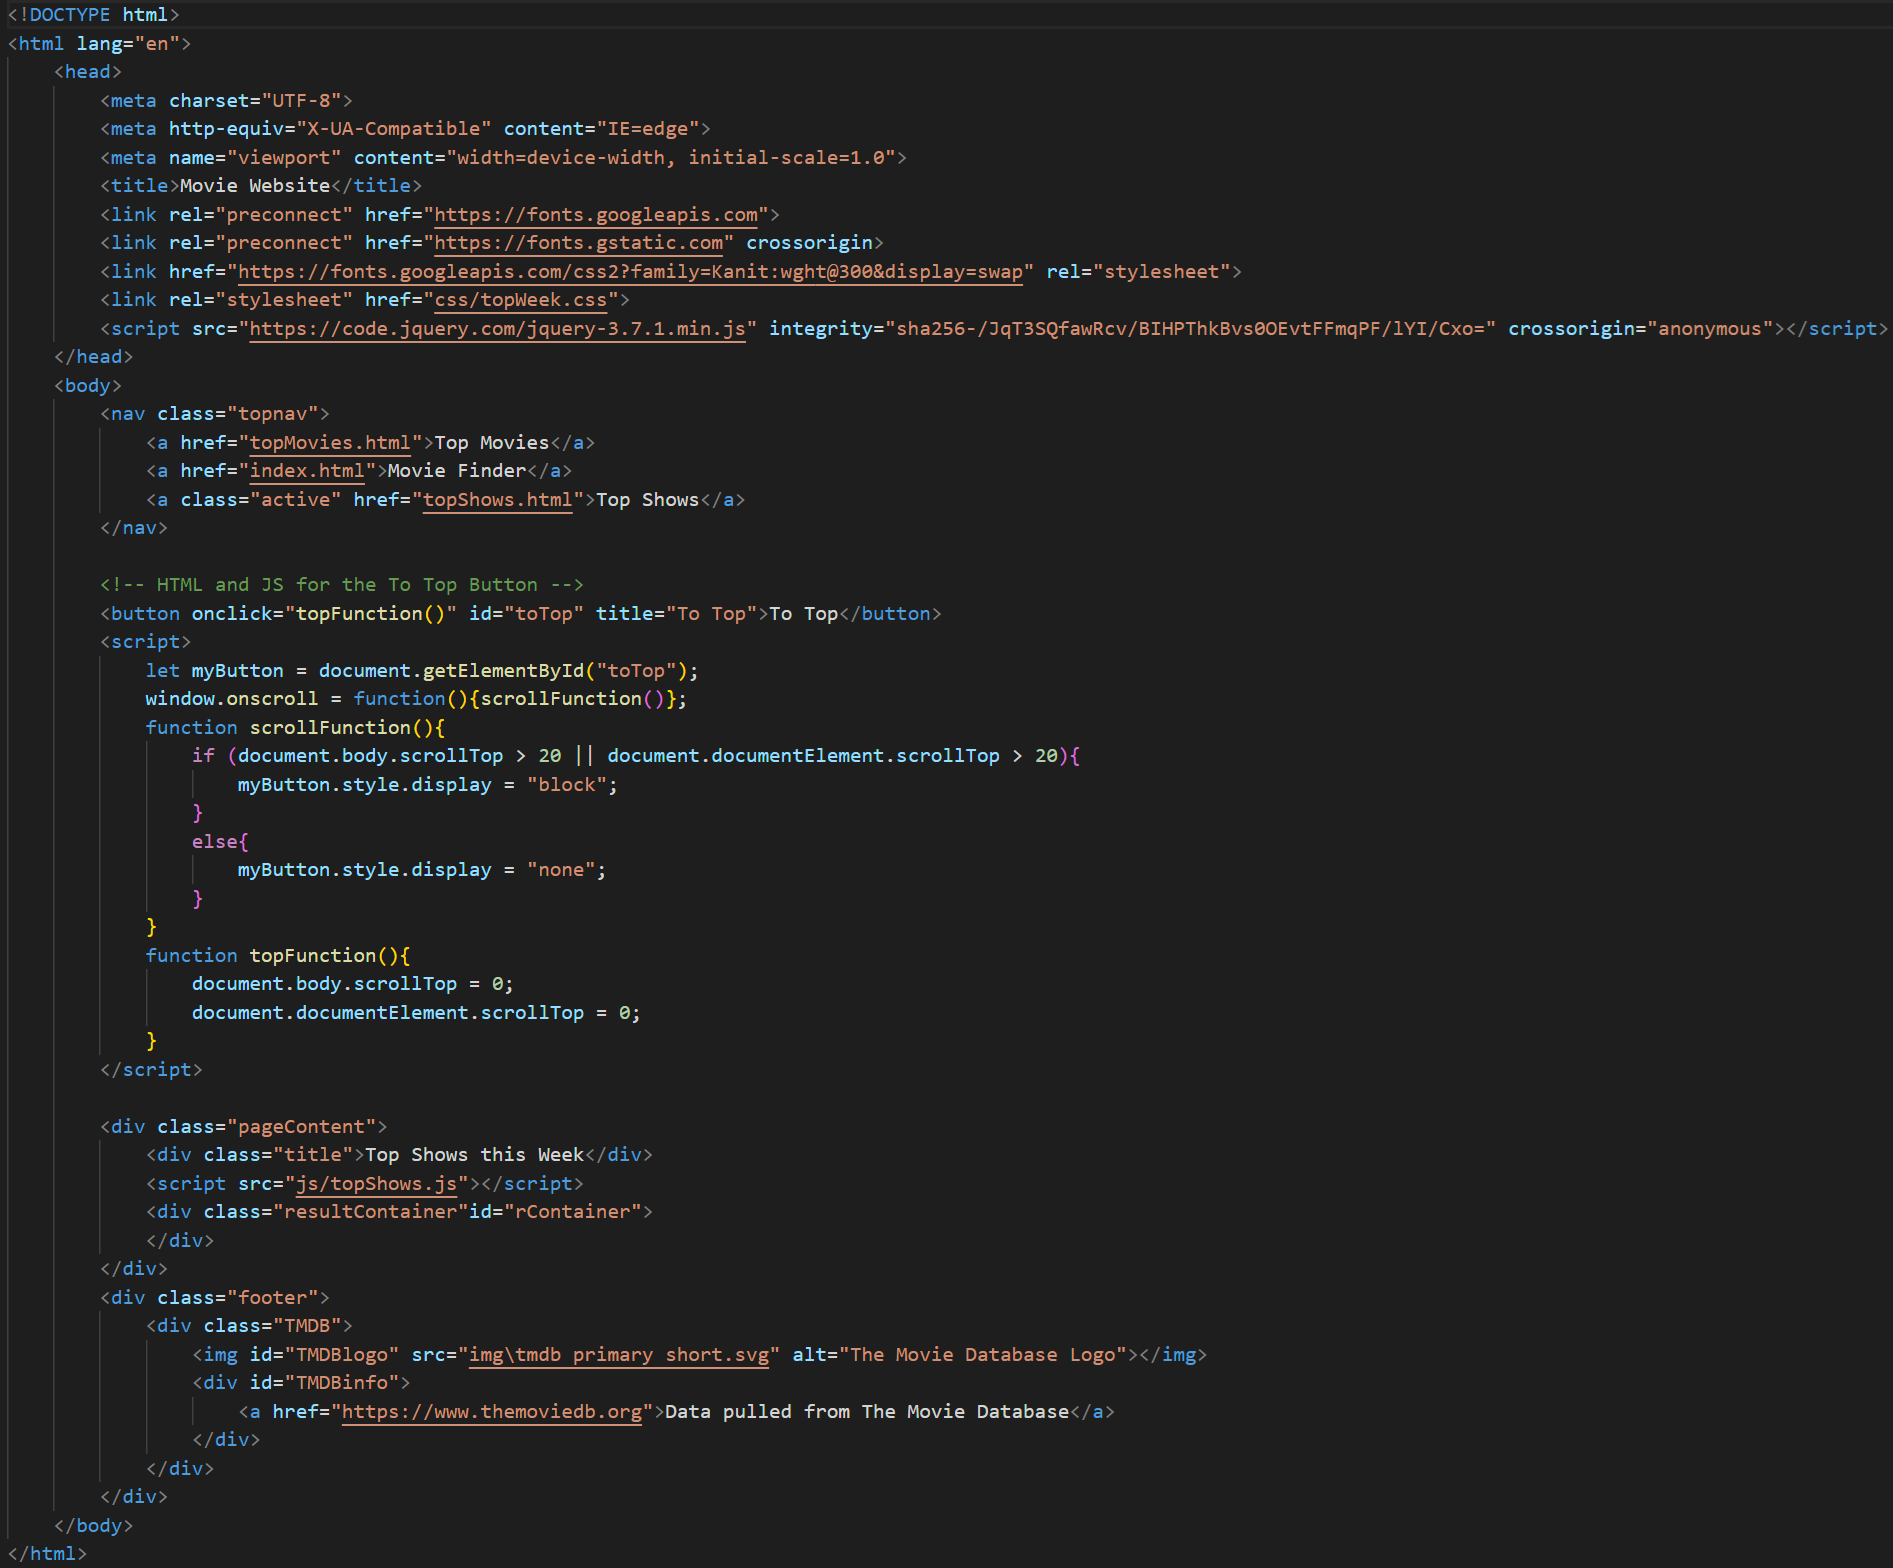 <!DOCTYPE html>
<html lang="en">
    <head>
        <meta charset="UTF-8">
        <meta http-equiv="X-UA-Compatible" content="IE=edge">
        <meta name="viewport" content="width=device-width, initial-scale=1.0">
        <title>Movie Website</title>
        <link rel="preconnect" href="https://fonts.googleapis.com">
        <link rel="preconnect" href="https://fonts.gstatic.com" crossorigin>
        <link href="https://fonts.googleapis.com/css2?family=Kanit:wght@300&display=swap" rel="stylesheet">
        <link rel="stylesheet" href="css/topWeek.css">
        <script src="https://code.jquery.com/jquery-3.7.1.min.js" integrity="sha256-/JqT3SQfawRcv/BIHPThkBvs0OEvtFFmqPF/lYI/Cxo=" crossorigin="anonymous"></script>
    </head>
    <body>
        <nav class="topnav">
            <a href="topMovies.html">Top Movies</a>
            <a href="index.html">Movie Finder</a>
            <a class="active" href="topShows.html">Top Shows</a>
        </nav>

        <!-- HTML and JS for the To Top Button -->
        <button onclick="topFunction()" id="toTop" title="To Top">To Top</button>
        <script>
            let myButton = document.getElementById("toTop");
            window.onscroll = function(){scrollFunction()};
            function scrollFunction(){
                if (document.body.scrollTop > 20 || document.documentElement.scrollTop > 20){
                    myButton.style.display = "block";
                }
                else{
                    myButton.style.display = "none";
                }
            }
            function topFunction(){
                document.body.scrollTop = 0;
                document.documentElement.scrollTop = 0;
            }
        </script>

        <div class="pageContent">
            <div class="title">Top Shows this Week</div>
            <script src="js/topShows.js"></script>
            <div class="resultContainer"id="rContainer">
            </div>
        </div>
        <div class="footer">
            <div class="TMDB">
                <img id="TMDBlogo" src="img\tmdb_primary_short.svg" alt="The Movie Database Logo"></img>
                <div id="TMDBinfo">
                    <a href="https://www.themoviedb.org">Data pulled from The Movie Database</a>
                </div>
            </div>
        </div>
    </body>
</html>